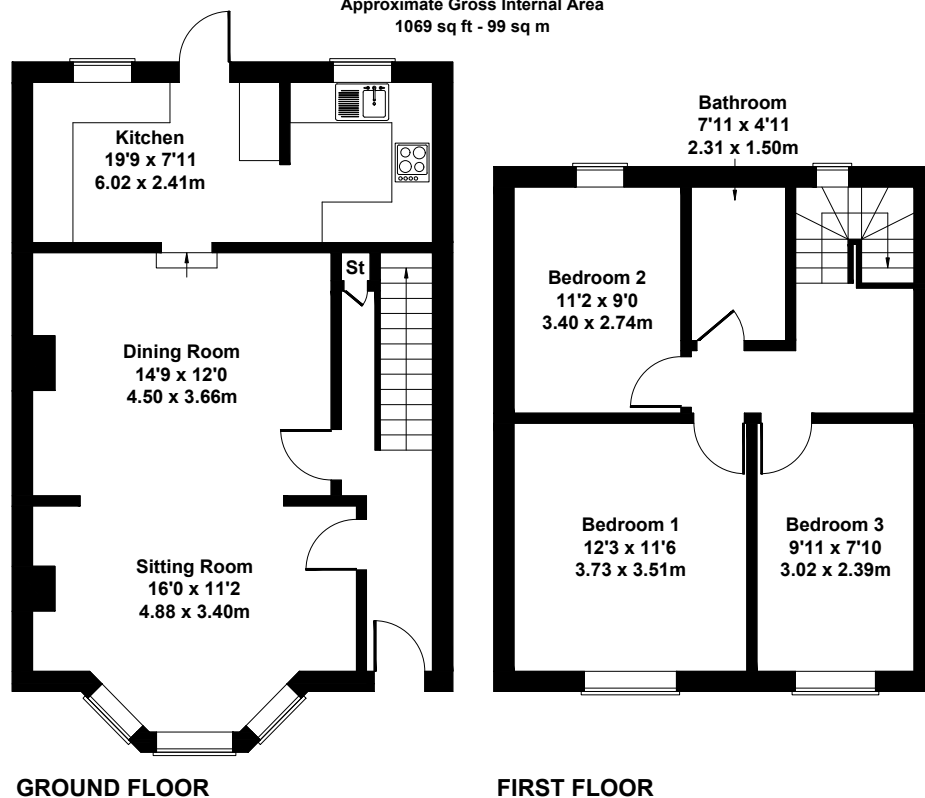 Approximate Gross Internal Area
1069 sq ft - 99 sq m
Kitchen
19'9 x 7'11
6.02 x 2.41m
St
Dining Room
14'9 x 12'0
4.50 x 3.66m
Sitting Room
16'0 x 11'2
4.88 x 3.40m
GROUND FLOOR
Bathroom
7'11 x 4'11
2.31 x 1.50m
Bedroom 2
11'2 x 9'0
3.40 x 2.74m
Bedroom 1
12'3 x 11'6
3.73 x 3.51m
Bedroom 3
9'11 x 7'10
3.02 x 2.39m
FIRST FLOOR